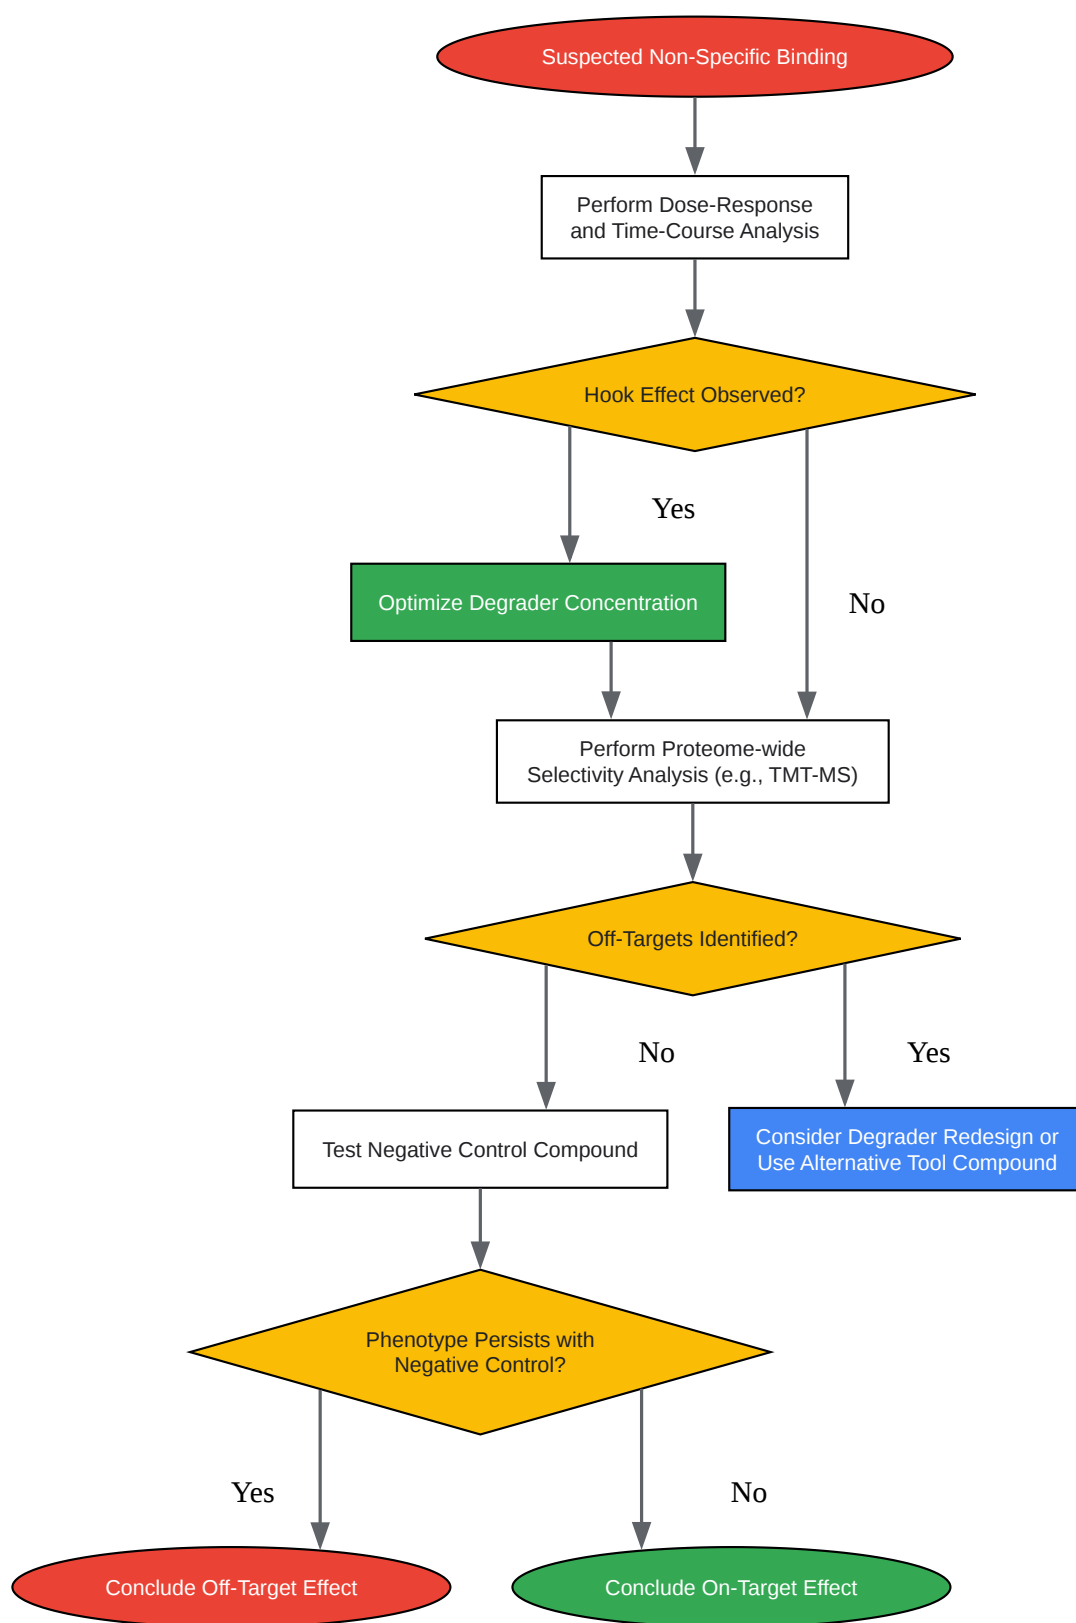 Suspected Non-Specific Binding
Perform Dose-Response
and Time-Course Analysis
Hook Effect Observed?
Yes
Optimize Degrader Concentration
No
Perform Proteome-wide
Selectivity Analysis (e.g., TMT-MS)
Off-Targets Identified?
No
Yes
Test Negative Control Compound
Consider Degrader Redesign or
Use Alternative Tool Compound
Phenotype Persists with
Negative Control?
Yes
No
Conclude Off-Target Effect
Conclude On-Target Effect